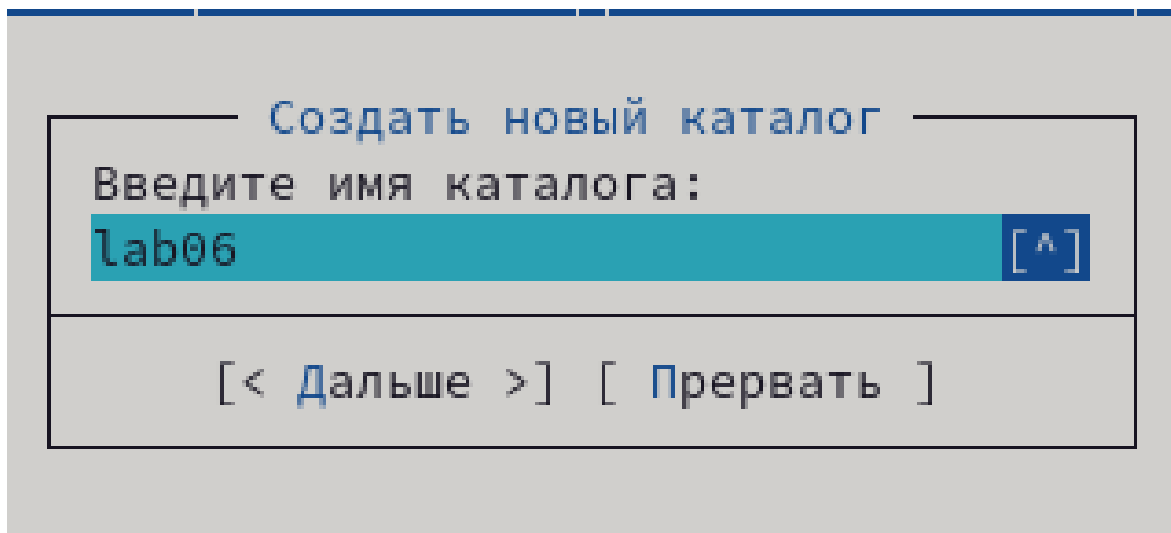 Создать новый каталог
Введите имя каталога:
lab06 [^]
[< Дальше >] [ Прервать ]